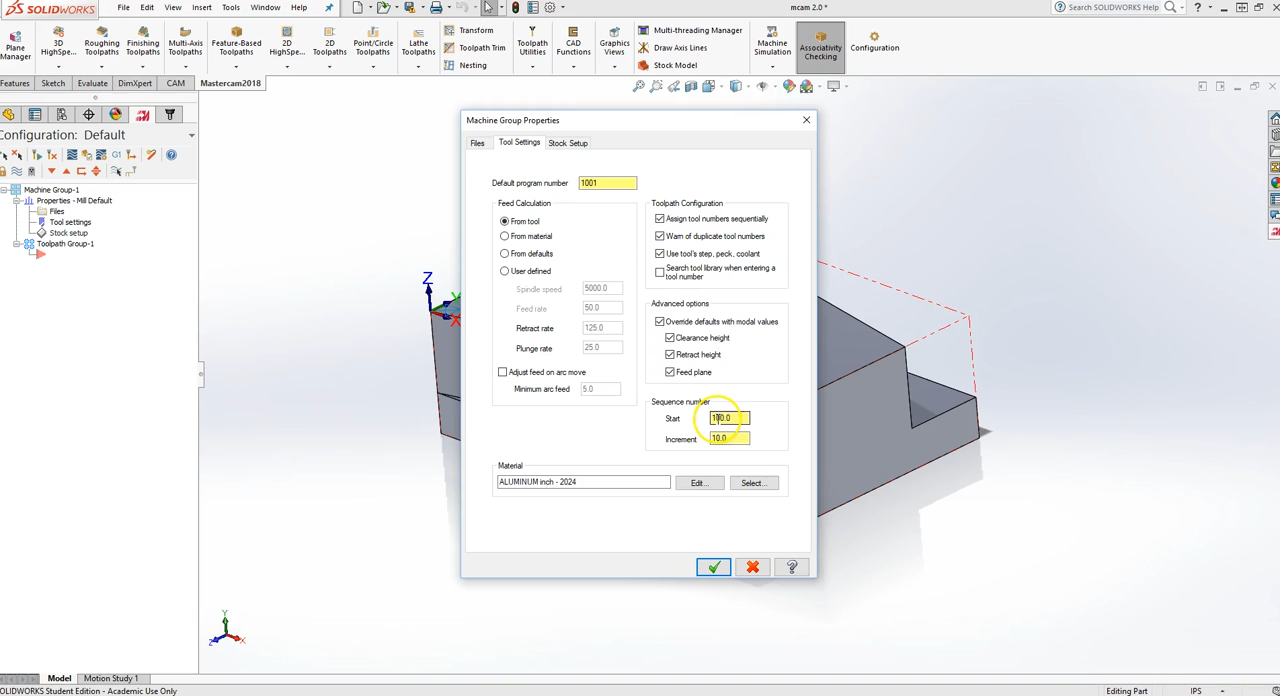 SOLIDWORKS File Edit View Insert Tools Window Help mcam 2.0 * Search SOLIDWORKS Help
Plane Manager
3D HighSpe...
Roughing Toolpaths
Finishing Toolpaths
Multi-Axis Toolpaths
Feature-Based Toolpaths
2D HighSpe...
2D Toolpaths
Point/Circle Toolpaths
Lathe Toolpaths
Transform
Toolpath Trim
Nesting
Toolpath Utilities
CAD Functions
Graphics Views
Multi-threading Manager
Draw Axis Lines
Stock Model
Machine Simulation
Associativity Checking
Configuration
Features Sketch Evaluate DimXpert CAM Mastercam2018
Configuration: Default
G1
Machine Group-1
Properties - Mill Default
Files
Tool settings
Stock setup
Toolpath Group-1
Machine Group Properties
Files Tool Settings Stock Setup
Default program number 1001
Feed Calculation
From tool
From material
From defaults
User defined
Spindle speed 5000.0
Feed rate 50.0
Retract rate 125.0
Plunge rate 25.0
Adjust feed on arc move
Minimum arc feed 5.0
Toolpath Configuration
Assign tool numbers sequentially
Warn of duplicate tool numbers
Use tool's step, peck, coolant
Search tool library when entering a
tool number
Advanced options
Override defaults with modal values
Clearance height
Retract height
Feed plane
Sequence number
Start 100.0
Increment 10.0
Material
ALUMINUM inch - 2024 Edit... Select...
Z
Y
X
Y
Z X
Model Motion Study 1
SOLIDWORKS Student Edition - Academic Use Only Editing Part IPS